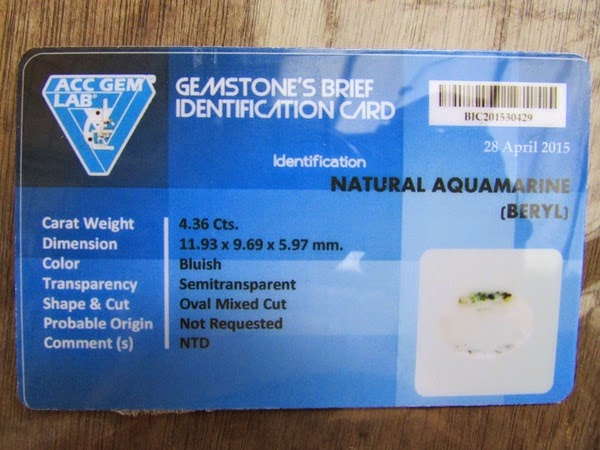 ACC GEM®
LAB®
GEMSTONE'S BRIEF
IDENTIFICATION CARD
BIC201530429
28 April 2015
Identification
NATURAL AQUAMARINE
(BERYL)
Carat Weight 4.36 Cts.
Dimension 11.93 x 9.69 x 5.97 mm.
Color Bluish
Transparency Semitransparent
Shape & Cut Oval Mixed Cut
Probable Origin Not Requested
Comment (s) NTD